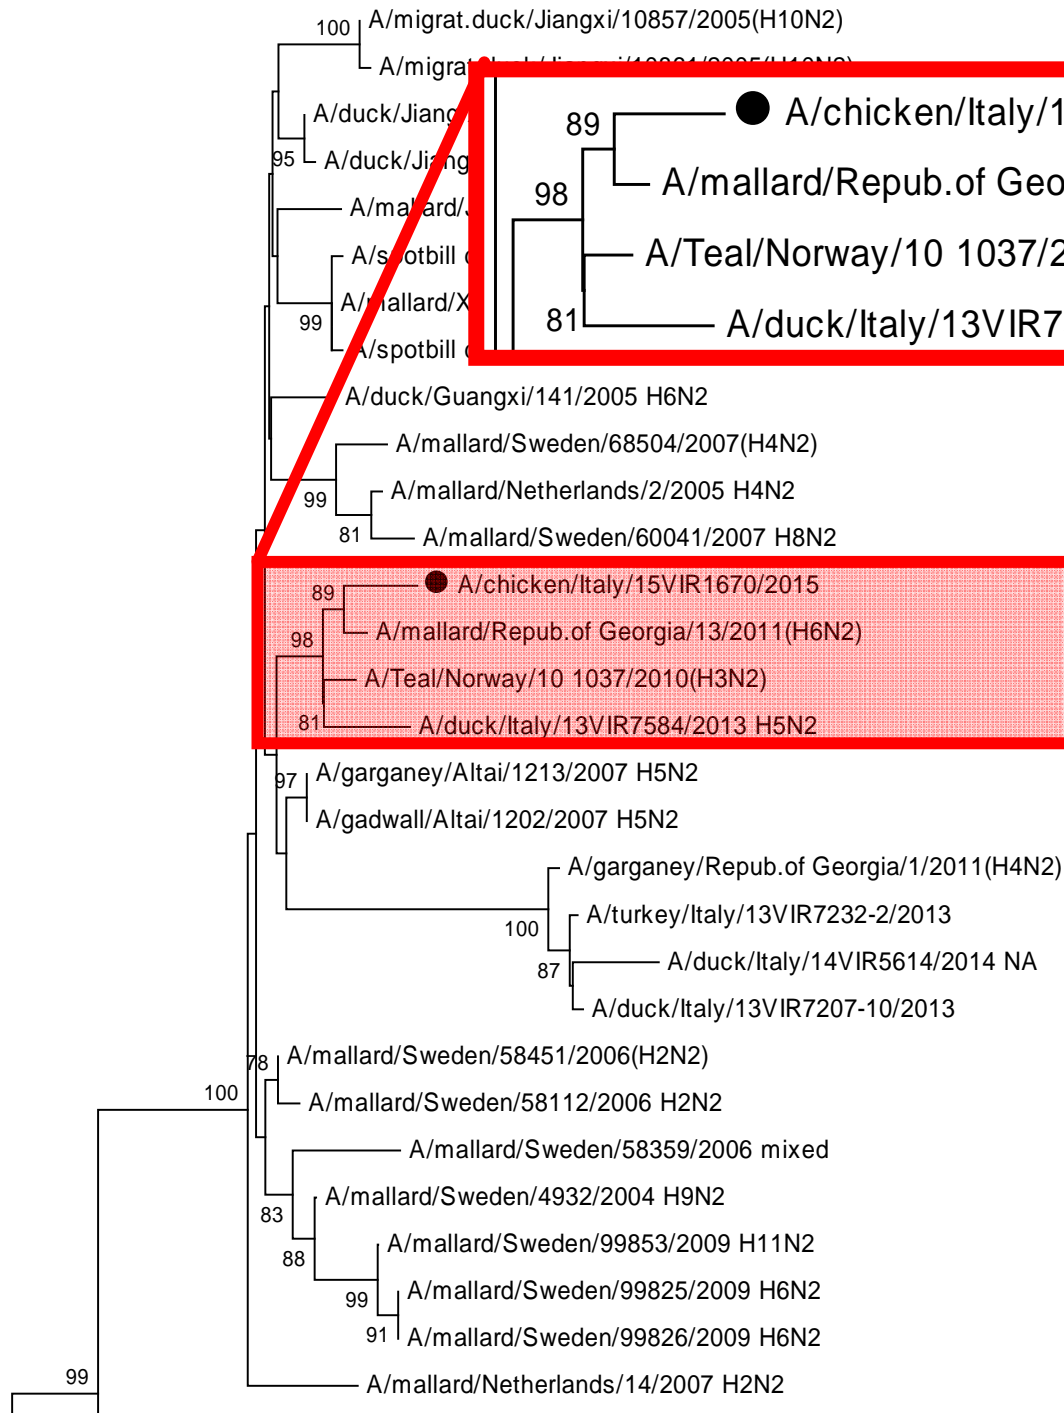 100
A/migrat.duck/Jiangxi/10857/2005(H10N2)
A/migrat
A/duck/Jiang
95
A/duck/Jiang
A/mallard/J
A/spotbill
A/mallard/X
99
A/spotbill
89
A/chicken/Italy/1
A/mallard/Repub.of Geo
98
A/Teal/Norway/10 1037/2
81
A/duck/Italy/13VIR7
A/duck/Guangxi/141/2005 H6N2
A/mallard/Sweden/68504/2007(H4N2)
99
A/mallard/Netherlands/2/2005 H4N2
81
A/mallard/Sweden/60041/2007 H8N2
A/chicken/Italy/15VIR1670/2015
89
A/mallard/Repub.of Georgia/13/2011(H6N2)
98
A/Teal/Norway/10 1037/2010(H3N2)
81
A/duck/Italy/13VIR7584/2013 H5N2
97
A/garganey/Altai/1213/2007 H5N2
A/gadwall/Altai/1202/2007 H5N2
A/garganey/Repub.of Georgia/1/2011(H4N2)
A/turkey/Italy/13VIR7232-2/2013
100
A/duck/Italy/14VIR5614/2014 NA
87
A/duck/Italy/13VIR7207-10/2013
78
A/mallard/Sweden/58451/2006(H2N2)
100
A/mallard/Sweden/58112/2006 H2N2
A/mallard/Sweden/58359/2006 mixed
A/mallard/Sweden/4932/2004 H9N2
83
A/mallard/Sweden/99853/2009 H11N2
88
A/mallard/Sweden/99825/2009 H6N2
99
91
A/mallard/Sweden/99826/2009 H6N2
99
A/mallard/Netherlands/14/2007 H2N2